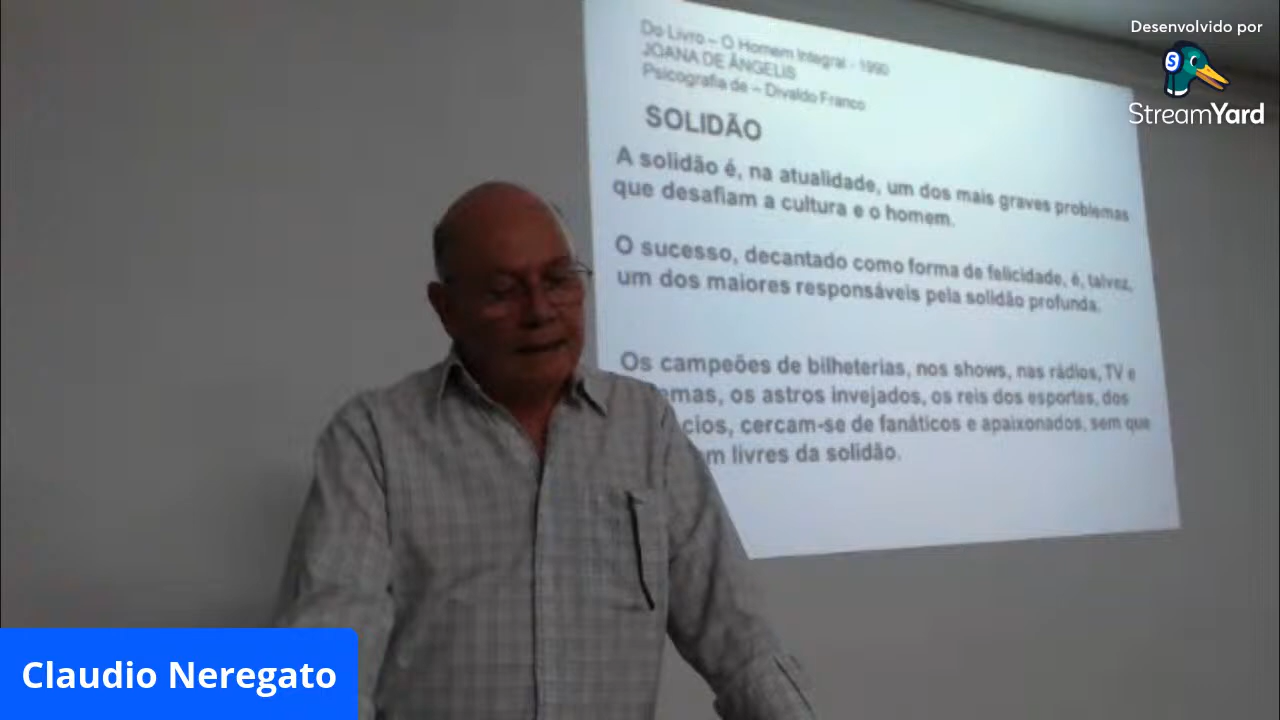 Desenvolvido por
StreamYard
Do Livro – O Homem Integral - 1990
JOANA DE ÂNGELIS
Psicografia de – Divaldo Franco
SOLIDÃO
A solidão é, na atualidade, um dos mais graves problemas
que desafiam a cultura e o homem.
O sucesso, decantado como forma de felicidade, é, talvez,
um dos maiores responsáveis pela solidão profunda.
Os campeões de bilheterias, nos shows, nas rádios, TV e
emas, os astros invejados, os reis dos esportes, dos
cios, cercam-se de fanáticos e apaixonados, sem que
m livres da solidão.
Claudio Neregato